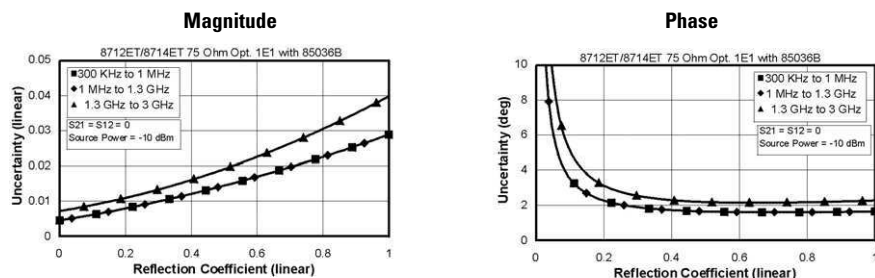 Magnitude
8712ET/8714ET 75 Ohm Opt. 1E1 with 85036B
Uncertainty (linear)
0.05
0.04
0.03
0.02
0.01
0
300 KHz to 1 MHz
1 MHz to 1.3 GHz
1.3 GHz to 3 GHz
S21 = S12 = 0
Source Power = -10 dBm
0 0.2 0.4 0.6 0.8 1
Reflection Coefficient (linear)
Phase
8712ET/8714ET 75 Ohm Opt. 1E1 with 85036B
Uncertainty (deg)
10
8
6
4
2
0
300 KHz to 1 MHz
1 MHz to 1.3 GHz
1.3 GHz to 3 GHz
S21 = S12 = 0
Source Power = -10 dBm
0 0.2 0.4 0.6 0.8 1
Reflection Coefficient (linear)